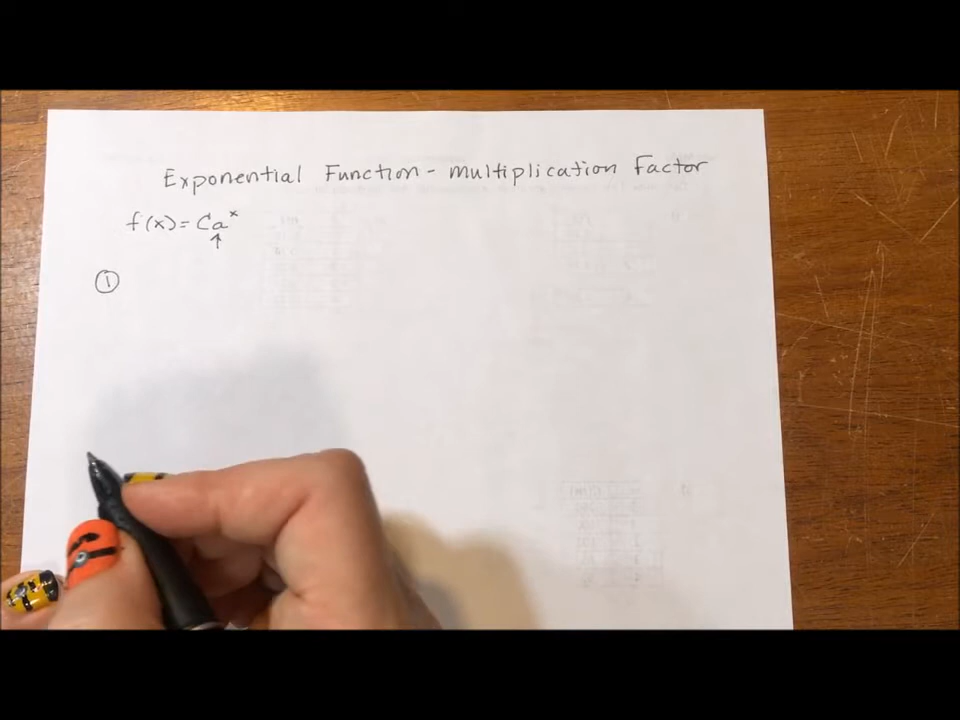 Exponential Function - multiplication Factor
f(x) = Ca^x
↑
①